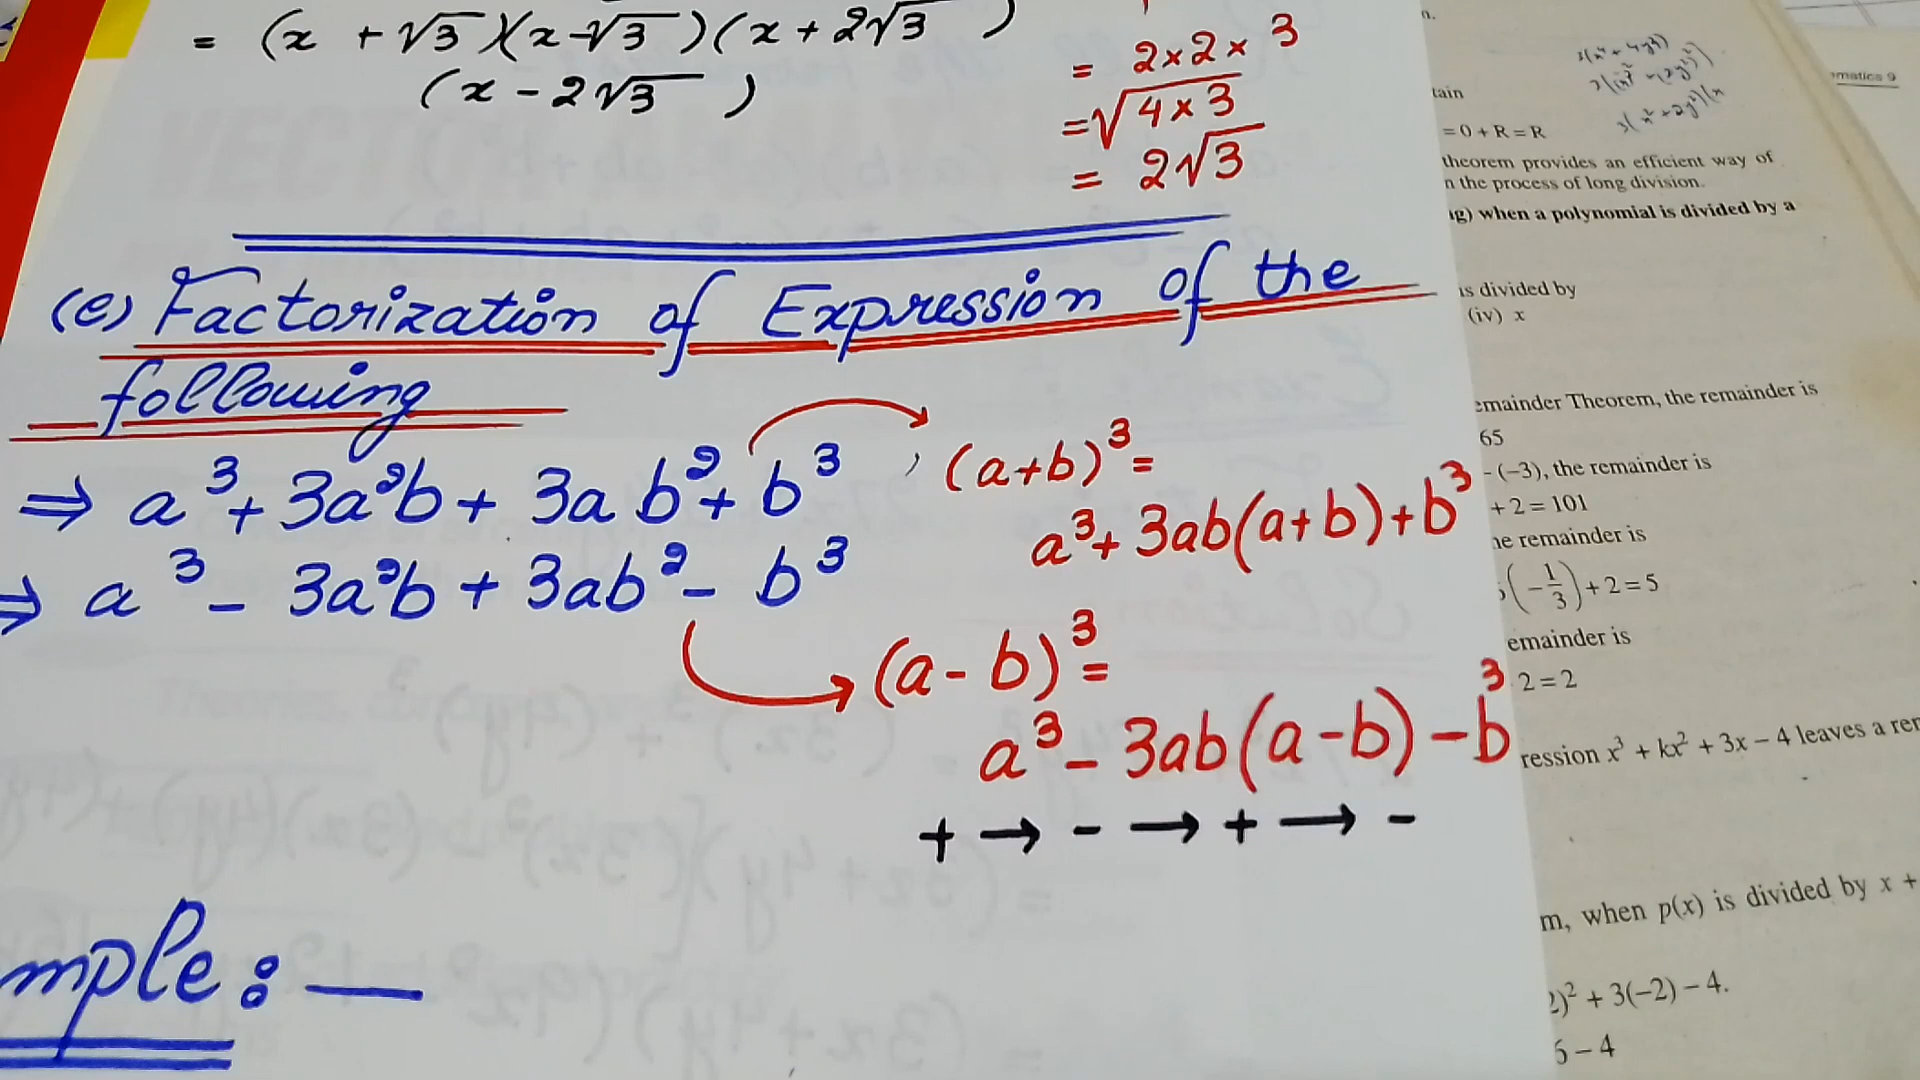 = (x + √3)(x - √3)(x + 2√3)
(x - 2√3)
= 2 x 2 x 3
= √4 x 3
= 2√3
(e) Factorization of Expression of the
following
⇒ a³ + 3a²b + 3ab² + b³ , (a+b)³ =
a³ + 3ab(a+b) + b³
⇒ a³ - 3a²b + 3ab² - b³
(a - b)³ =
a³ - 3ab(a-b) - b³
+ → - → + → -
mple : —
matics 9
n.
tain
= 0 + R = R
theorem provides an efficient way of
n the process of long division.
ig) when a polynomial is divided by a
is divided by
(iv) x
emainder Theorem, the remainder is
65
- (-3), the remainder is
+ 2 = 101
he remainder is
(-1/3) + 2 = 5
emainder is
2 = 2
ression x³ + kx² + 3x - 4 leaves a rer
m, when p(x) is divided by x +
2)² + 3(-2) - 4.
6 - 4